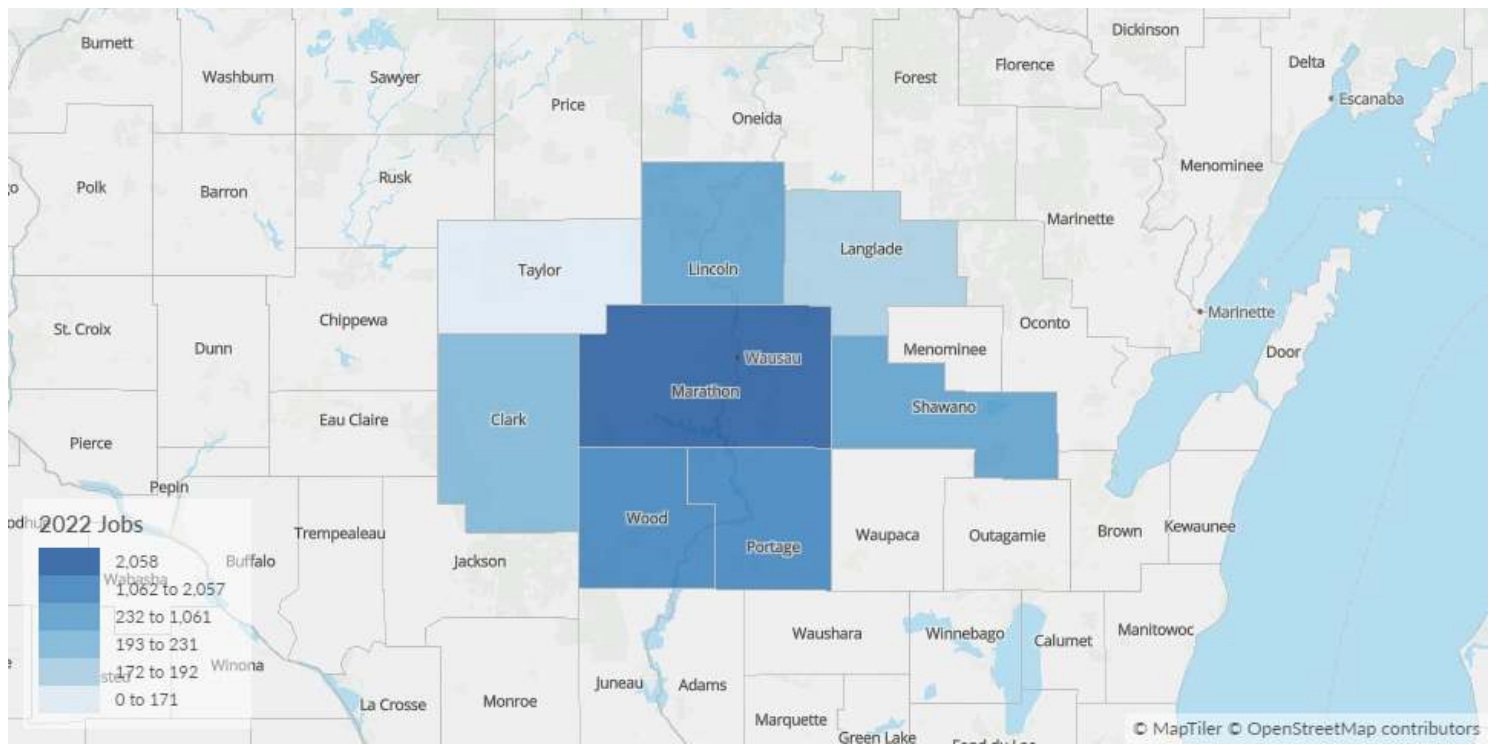 Burnett
Washburn
Sawyer
Price
Oneida
Forest
Florence
Dickinson
Delta
Escanaba
Polk
Barron
Rusk
Menominee
Marinette
Taylor
Lincoln
Langlade
St. Croix
Dunn
Chippewa
Wausau
Menominee
Oconto
Marinette
Door
Pierce
Eau Claire
Clark
Marathon
Shawano
Pepin
Trempealeau
Wood
Portage
Waupaca
Outagamie
Brown
Kewaunee
Buffalo
Jackson
Wabasha
2022 Jobs
2,058
1,062 to 2,057
232 to 1,061
193 to 231
172 to 192
0 to 171
Winona
La Crosse
Monroe
Juneau
Adams
Waushara
Winnebago
Calumet
Manitowoc
Marquette
Green Lake
© MapTiler © OpenStreetMap contributors